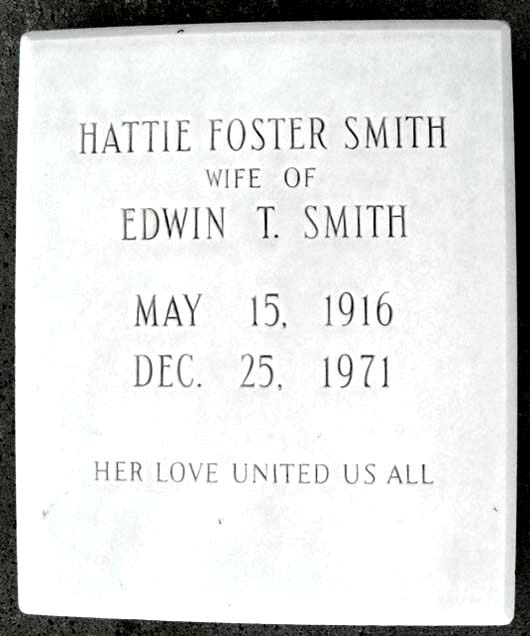 HATTIE FOSTER SMITH
WIFE OF
EDWIN T. SMITH
MAY 15, 1916
DEC. 25, 1971
HER LOVE UNITED US ALL